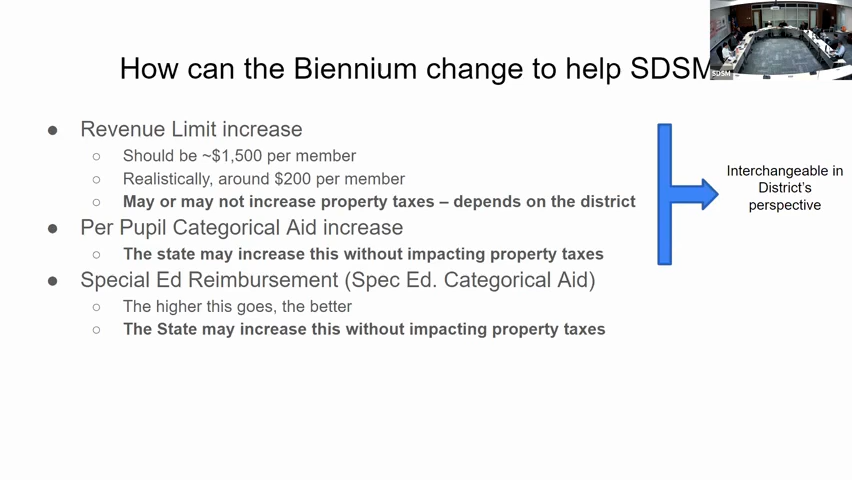 How can the Biennium change to help SDSM
● Revenue Limit increase
○ Should be ~$1,500 per member
○ Realistically, around $200 per member
○ May or may not increase property taxes – depends on the district
● Per Pupil Categorical Aid increase
○ The state may increase this without impacting property taxes
● Special Ed Reimbursement (Spec Ed. Categorical Aid)
○ The higher this goes, the better
○ The State may increase this without impacting property taxes
Interchangeable in
District’s
perspective
SDSM